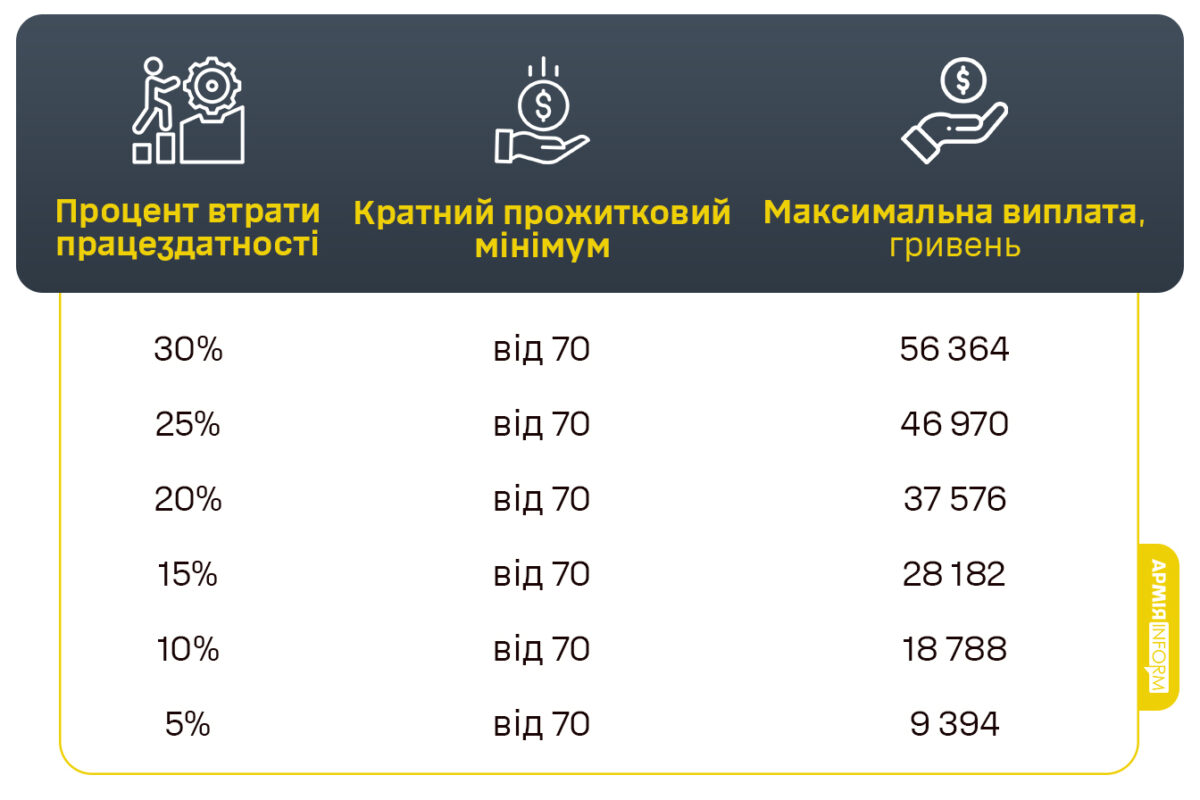 Процент втрати
працездатності
Кратний прожитковий
мінімум
Максимальна виплата,
гривень
30% від 70 56 364
25% від 70 46 970
20% від 70 37 576
15% від 70 28 182
10% від 70 18 788
5% від 70 9 394
АРМІЯ INFORM